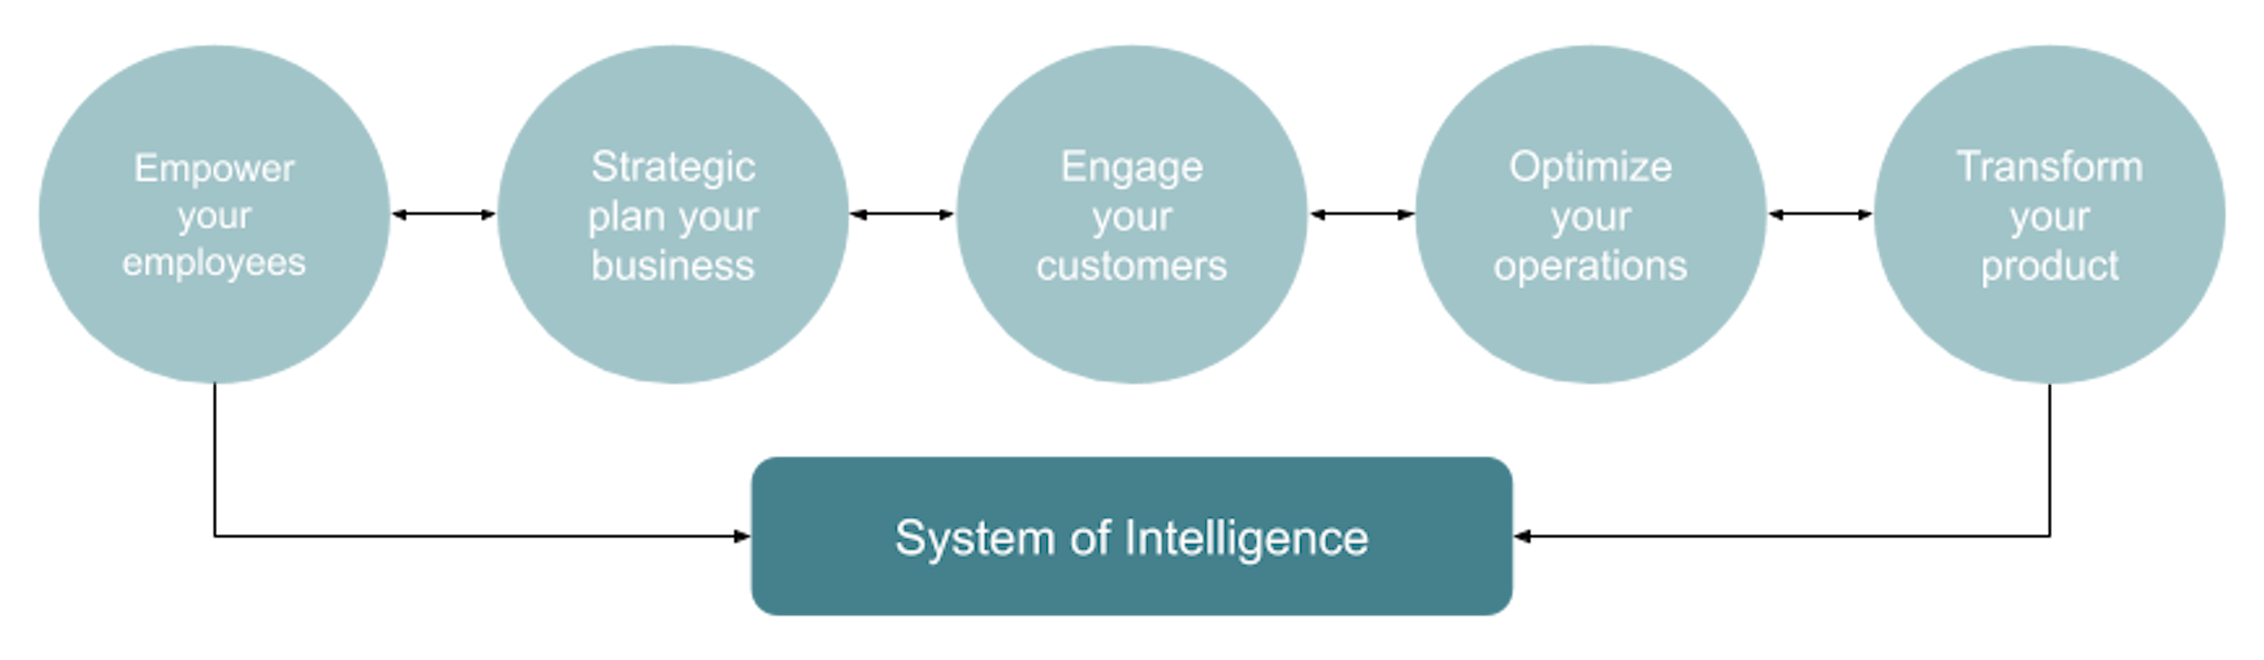 Empower
your
employees
Strategic
plan your
business
Engage
your
customers
Optimize
your
operations
Transform
your
product
System of Intelligence